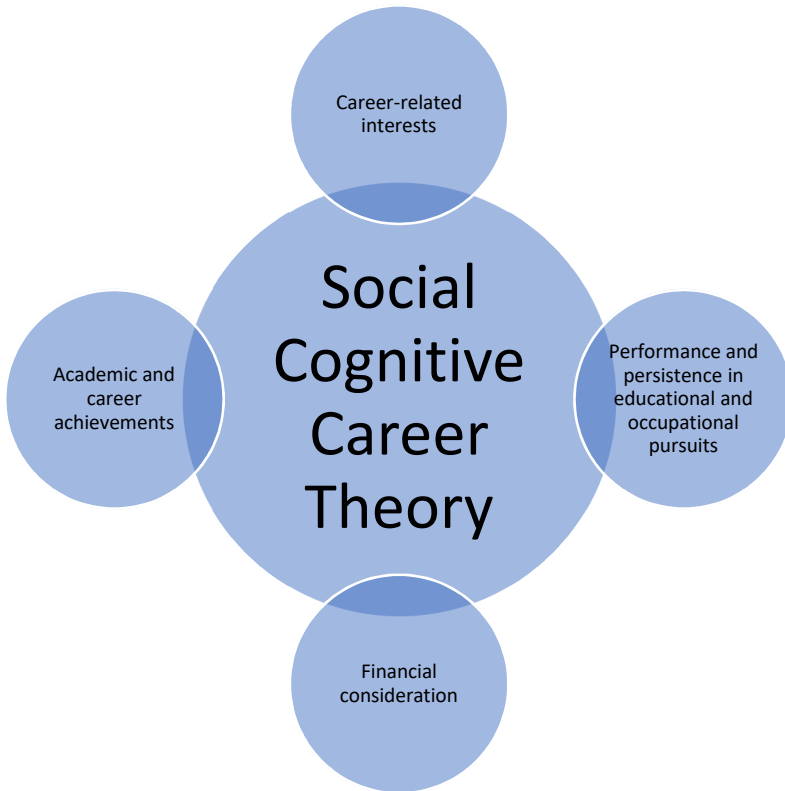 Career-related
interests
Social
Cognitive
Career
Theory
Academic and
career
achievements
Performance and
persistence in
educational and
occupational
pursuits
Financial
consideration